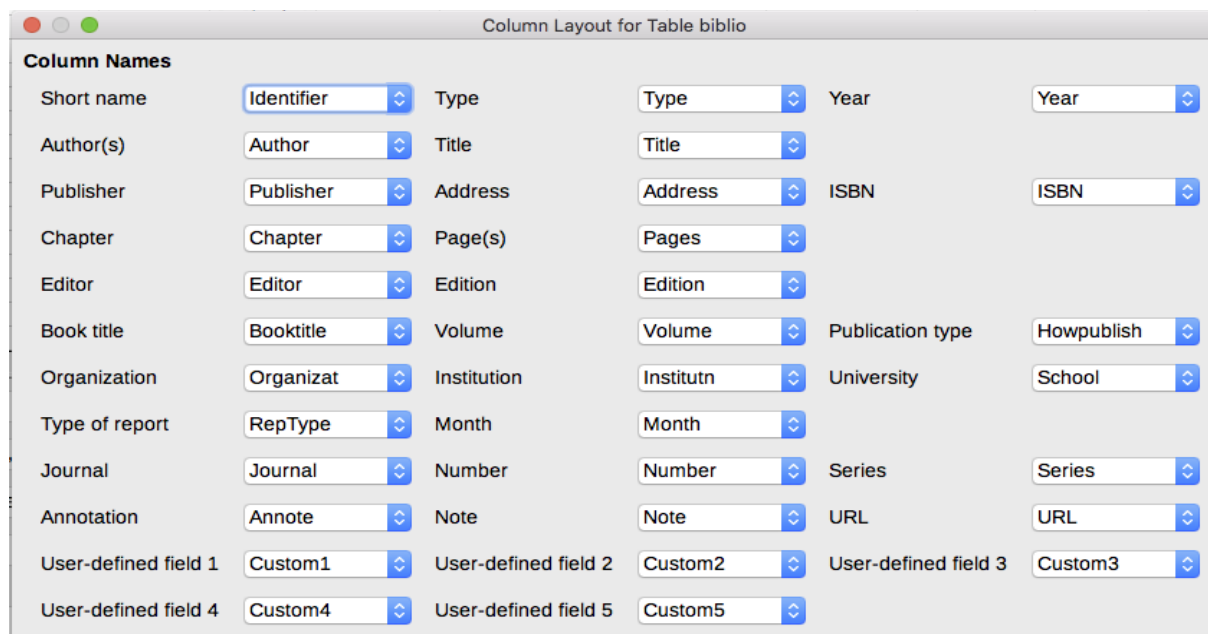 Column Layout for Table biblio
Column Names
Short name Identifier Type Type Year Year
Author(s) Author Title Title
Publisher Publisher Address Address ISBN ISBN
Chapter Chapter Page(s) Pages
Editor Editor Edition Edition
Book title Booktitle Volume Volume Publication type Howpublish
Organization Organizat Institution Institutn University School
Type of report RepType Month Month
Journal Journal Number Number Series Series
Annotation Annote Note Note URL URL
User-defined field 1 Custom1 User-defined field 2 Custom2 User-defined field 3 Custom3
User-defined field 4 Custom4 User-defined field 5 Custom5